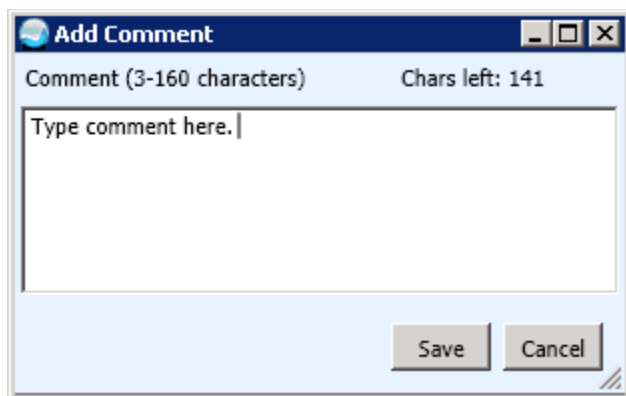 Add Comment
Comment (3-160 characters) Chars left: 141
Type comment here.
Save Cancel